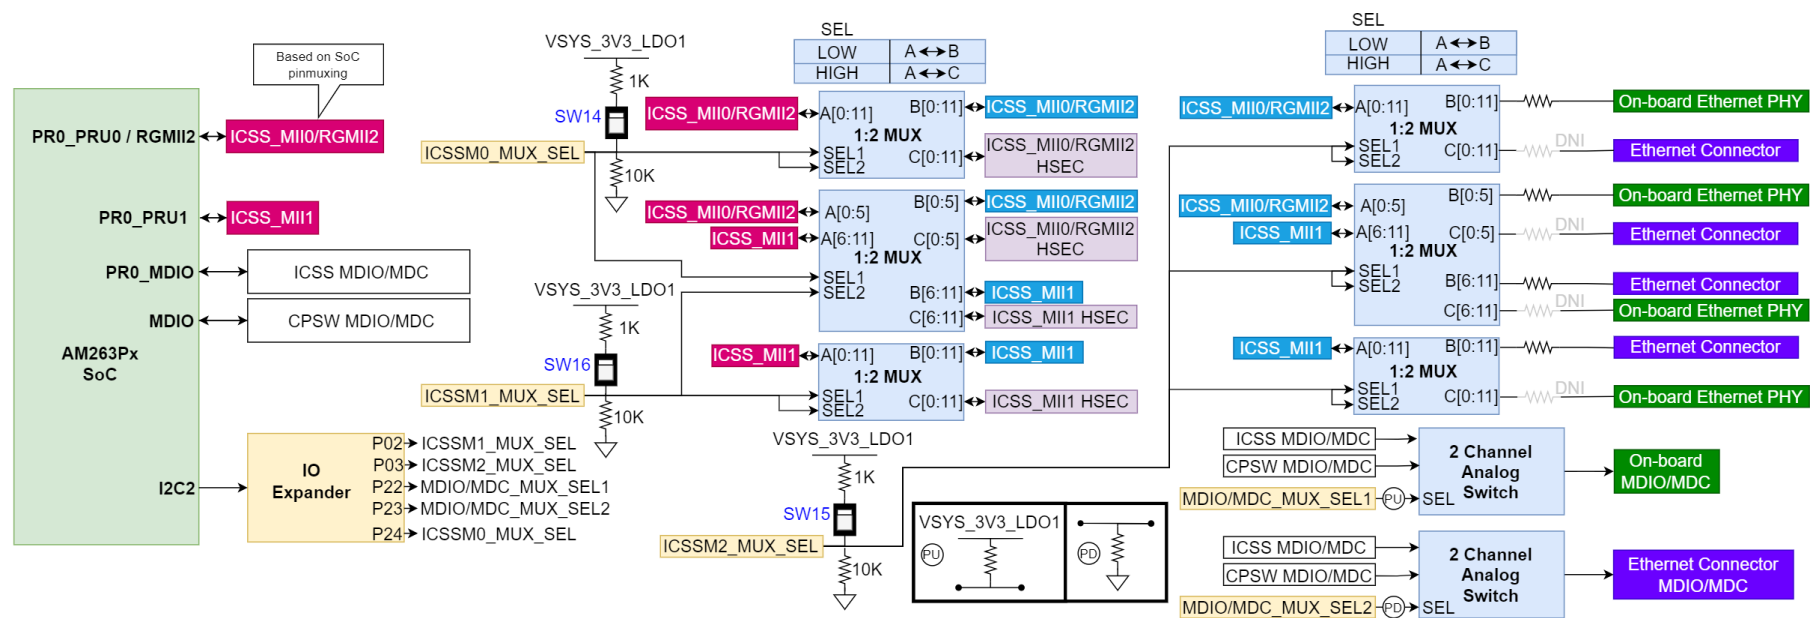 Based on SoC
pinmuxing
PR0_PRU0 / RGMII2
ICSS_MII0/RGMII2
PR0_PRU1
ICSS_MII1
PR0_MDIO
ICSS MDIO/MDC
MDIO
CPSW MDIO/MDC
AM263Px
SoC
I2C2
IO
Expander
P02
ICSSM1_MUX_SEL
P03
ICSSM2_MUX_SEL
P22
MDIO/MDC_MUX_SEL1
P23
MDIO/MDC_MUX_SEL2
P24
ICSSM0_MUX_SEL
VSYS_3V3_LDO1
1K
SW14
ICSSM0_MUX_SEL
10K
VSYS_3V3_LDO1
1K
SW16
ICSSM1_MUX_SEL
10K
VSYS_3V3_LDO1
1K
SW15
ICSSM2_MUX_SEL
10K
SEL
LOW A↔B
HIGH A↔C
ICSS_MII0/RGMII2
A[0:11]
B[0:11]
ICSS_MII0/RGMII2
1:2 MUX
SEL1
SEL2
C[0:11]
ICSS_MII0/RGMII2
HSEC
ICSS_MII0/RGMII2
A[0:5]
B[0:5]
ICSS_MII0/RGMII2
ICSS_MII1
A[6:11]
C[0:5]
ICSS_MII0/RGMII2
HSEC
1:2 MUX
SEL1
SEL2
B[6:11]
ICSS_MII1
C[6:11]
ICSS_MII1 HSEC
ICSS_MII1
A[0:11]
B[0:11]
ICSS_MII1
1:2 MUX
SEL1
SEL2
C[0:11]
ICSS_MII1 HSEC
VSYS_3V3_LDO1
PU
PD
SEL
LOW A↔B
HIGH A↔C
ICSS_MII0/RGMII2
A[0:11]
B[0:11]
On-board Ethernet PHY
1:2 MUX
SEL1
SEL2
C[0:11]
DNI
Ethernet Connector
ICSS_MII0/RGMII2
A[0:5]
B[0:5]
On-board Ethernet PHY
ICSS_MII1
A[6:11]
C[0:5]
DNI
Ethernet Connector
1:2 MUX
SEL1
SEL2
B[6:11]
Ethernet Connector
C[6:11]
DNI
On-board Ethernet PHY
ICSS_MII1
A[0:11]
B[0:11]
Ethernet Connector
1:2 MUX
SEL1
SEL2
C[0:11]
DNI
On-board Ethernet PHY
ICSS MDIO/MDC
CPSW MDIO/MDC
MDIO/MDC_MUX_SEL1
PU
SEL
2 Channel
Analog
Switch
On-board
MDIO/MDC
ICSS MDIO/MDC
CPSW MDIO/MDC
MDIO/MDC_MUX_SEL2
PD
SEL
2 Channel
Analog
Switch
Ethernet Connector
MDIO/MDC